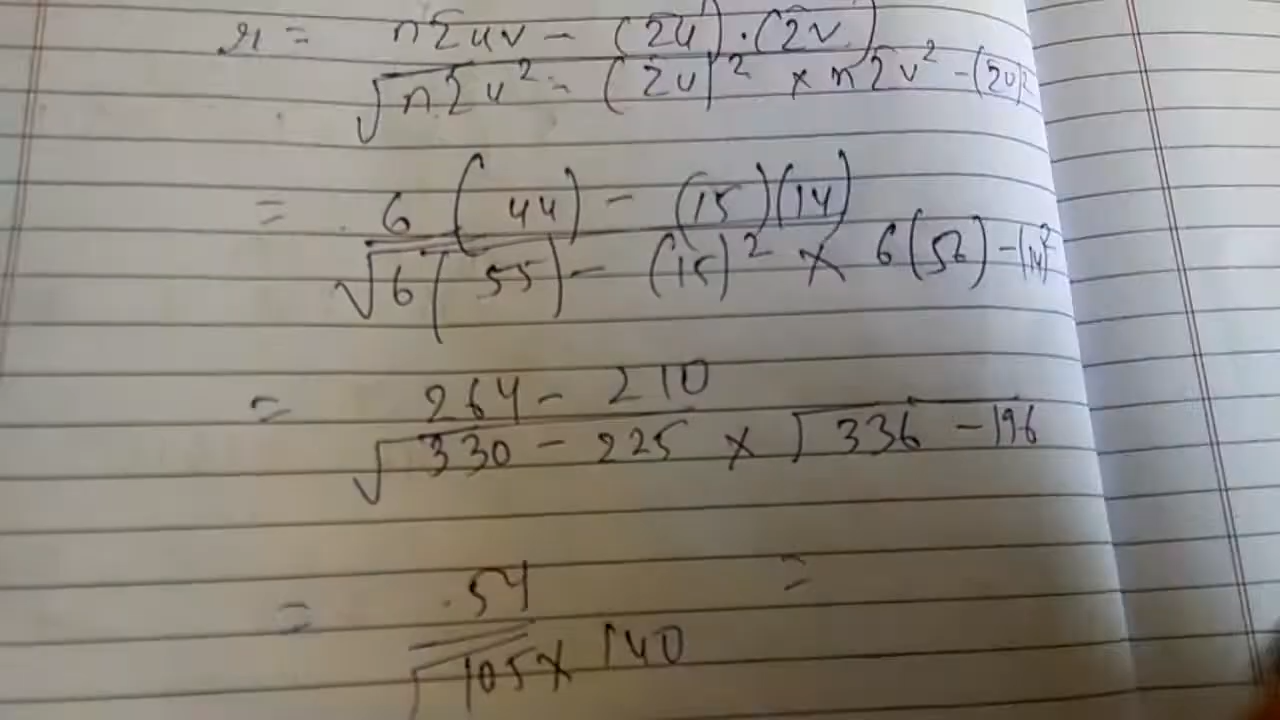 r = nΣuv - (Σu).(Σv)
√nΣu² - (Σu)² × nΣv² - (Σv)²
= 6 (44) - (15)(14)
√6(55) - (15)² × 6(56) - (14)²
= 264 - 210
√330 - 225 × √336 - 196
= 54 =
√105 × 140